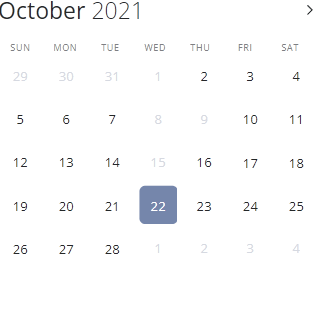 October 2021
SUN MON TUE WED THU FRI SAT
29 30 31 1 2 3 4
5 6 7 8 9 10 11
12 13 14 15 16 17 18
19 20 21 22 23 24 25
26 27 28 1 2 3 4